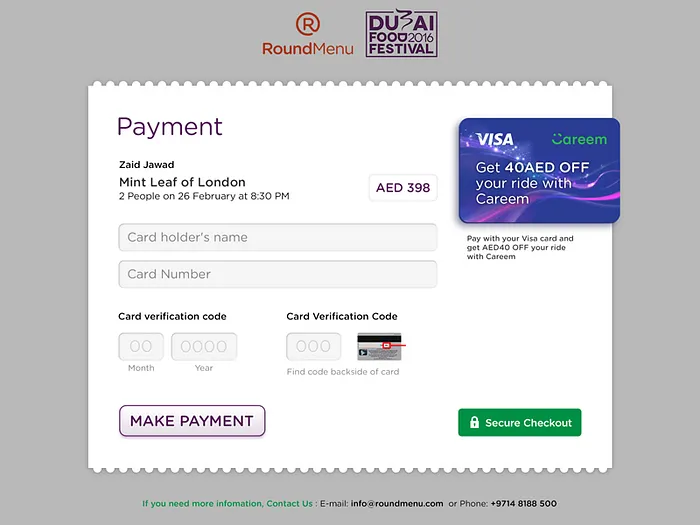 RoundMenu
DUBAI
FOOD 2016
FESTIVAL
Payment
Zaid Jawad
Mint Leaf of London
2 People on 26 February at 8:30 PM
AED 398
VISA
Careem
Get 40AED OFF
your ride with
Careem
Pay with your Visa card and
get AED40 OFF your ride
with Careem
Card holder's name
Card Number
Card verification code
00
0000
Month
Year
Card Verification Code
000
Find code backside of card
MAKE PAYMENT
Secure Checkout
If you need more infomation, Contact Us : E-mail: info@roundmenu.com or Phone: +9714 8188 500